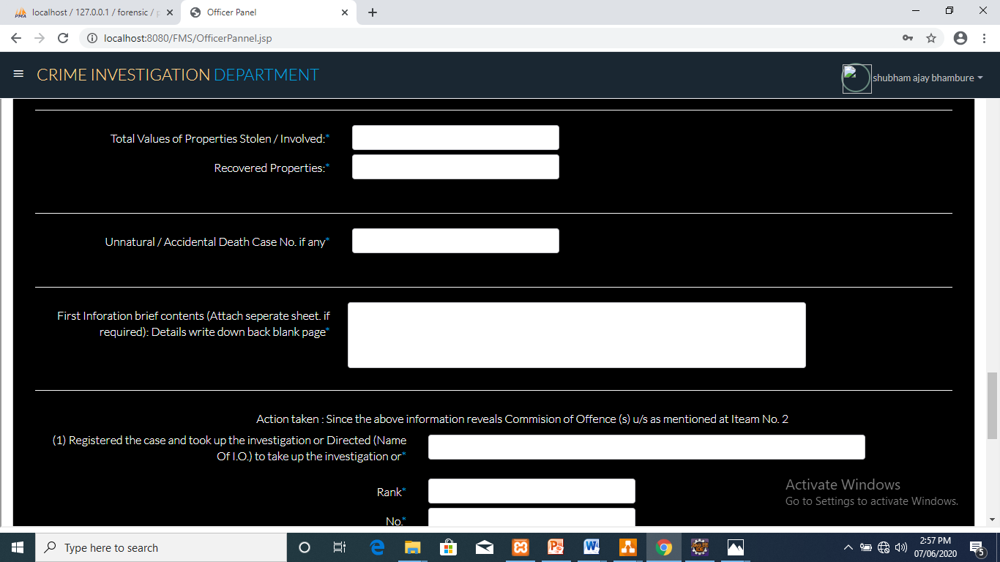 localhost / 127.0.0.1 / forensic /
Officer Panel
localhost:8080/FMS/OfficerPannel.jsp
CRIME INVESTIGATION DEPARTMENT
shubham ajay bhambure
Total Values of Properties Stolen / Involved:*
Recovered Properties:*
Unnatural / Accidental Death Case No. if any*
First Inforation brief contents (Attach seperate sheet. if
required): Details write down back blank page*
Action taken : Since the above information reveals Commision of Offence (s) u/s as mentioned at Iteam No. 2
(1) Registered the case and took up the investigation or Directed (Name
Of I.O.) to take up the investigation or*
Rank*
No.*
Activate Windows
Go to Settings to activate Windows.
Type here to search
2:57 PM
07/06/2020
5